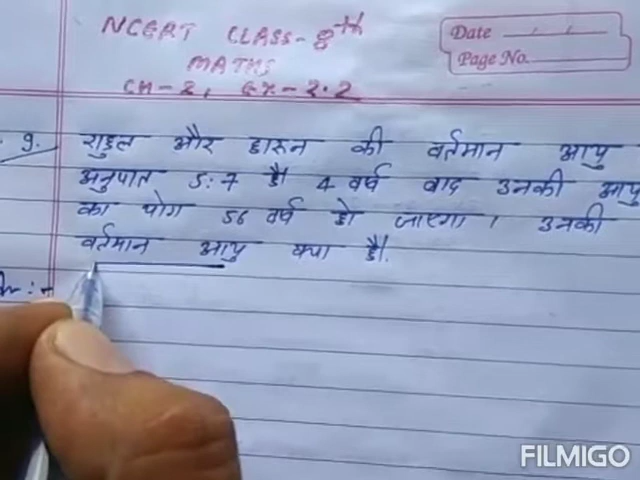 NCERT CLASS-8th
MATHS
CH-2, EX-2.2
Date
Page No.
9. राहुल और हारून की वर्तमान आयु
अनुपात 5:7 है। 4 वर्ष बाद उनकी आयु
का योग 56 वर्ष हो जाएगा। उनकी
वर्तमान आयु क्या है।
FILMIGO